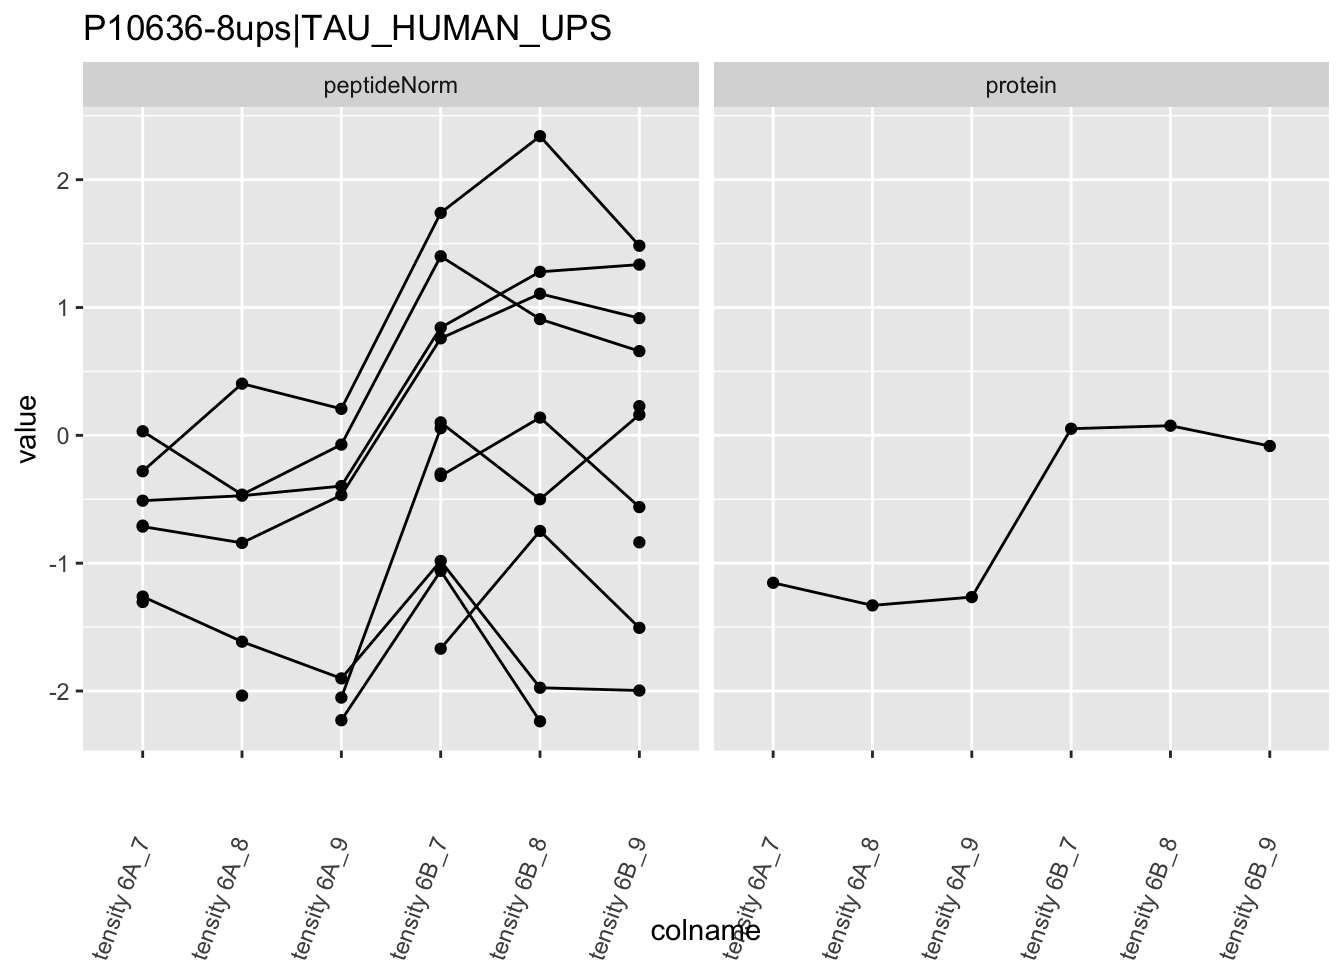 P10636-8ups|TAU_HUMAN_UPS
peptideNorm
protein
value
2
1
0
-1
-2
tensity 6A_7
tensity 6A_8
tensity 6A_9
tensity 6B_7
tensity 6B_8
tensity 6B_9
tensity 6A_7
tensity 6A_8
tensity 6A_9
tensity 6B_7
tensity 6B_8
tensity 6B_9
colname